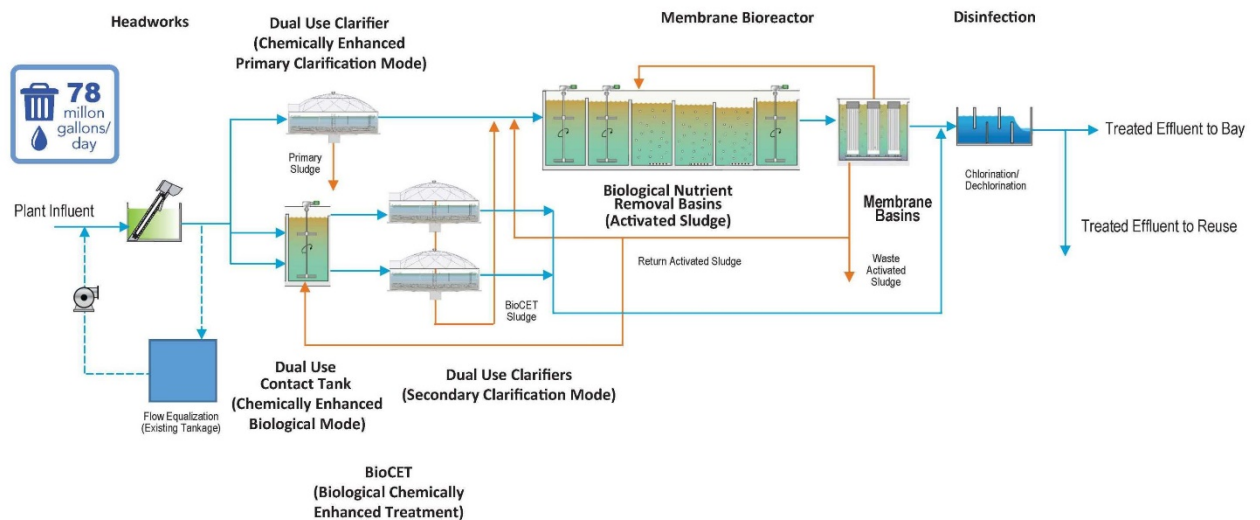 Headworks
Dual Use Clarifier
(Chemically Enhanced
Primary Clarification Mode)
Membrane Bioreactor
Disinfection
78
millon
gallons/
day
Primary
Sludge
Plant Influent
Biological Nutrient
Removal Basins
(Activated Sludge)
Membrane
Basins
Chlorination/
Dechlorination
Treated Effluent to Bay
Treated Effluent to Reuse
Return Activated Sludge
Waste
Activated
Sludge
BioCET
Sludge
Flow Equalization
(Existing Tankage)
Dual Use
Contact Tank
(Chemically Enhanced
Biological Mode)
Dual Use Clarifiers
(Secondary Clarification Mode)
BioCET
(Biological Chemically
Enhanced Treatment)